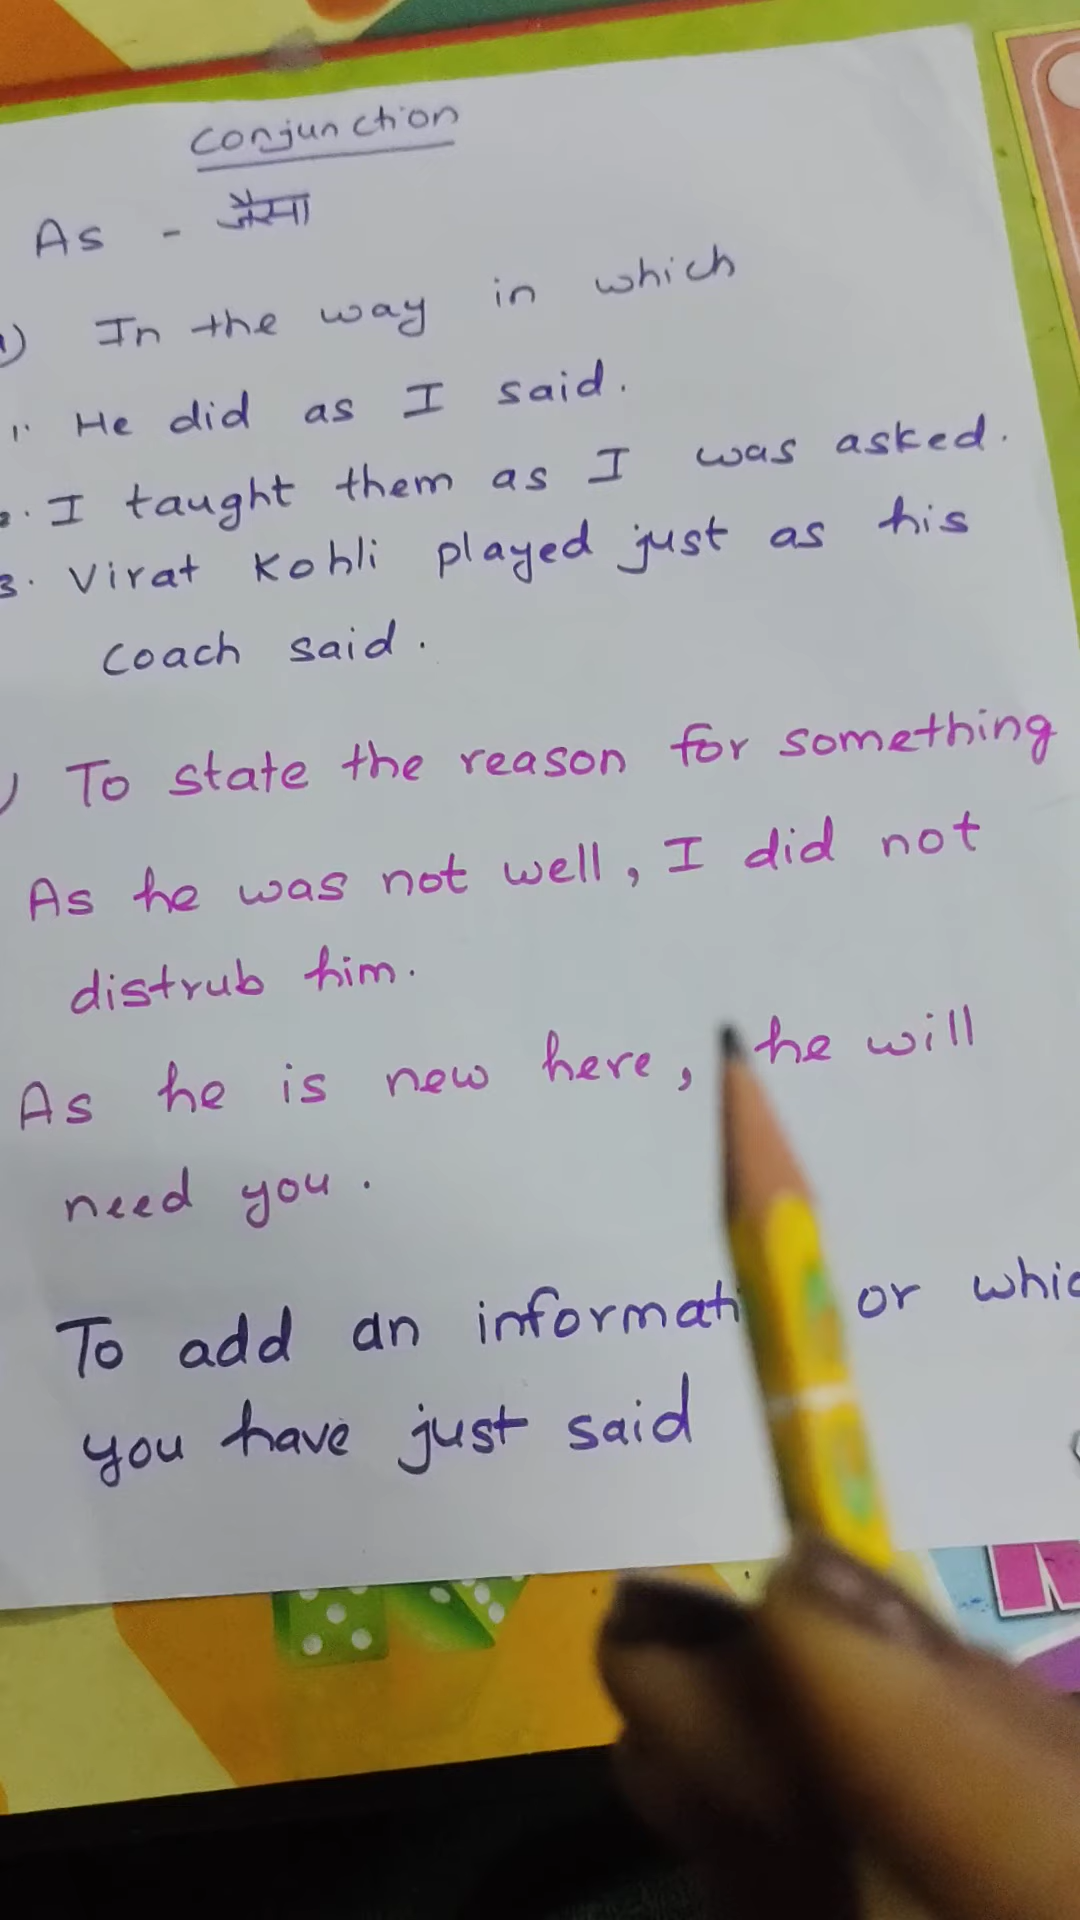 Conjunction
As - जैसा
In the way in which
1. He did as I said.
2. I taught them as I was asked.
3. Virat Kohli played just as his
coach said.
To state the reason for something
As he was not well, I did not
distrub him.
As he is new here, he will
need you.
To add an or
you have just said